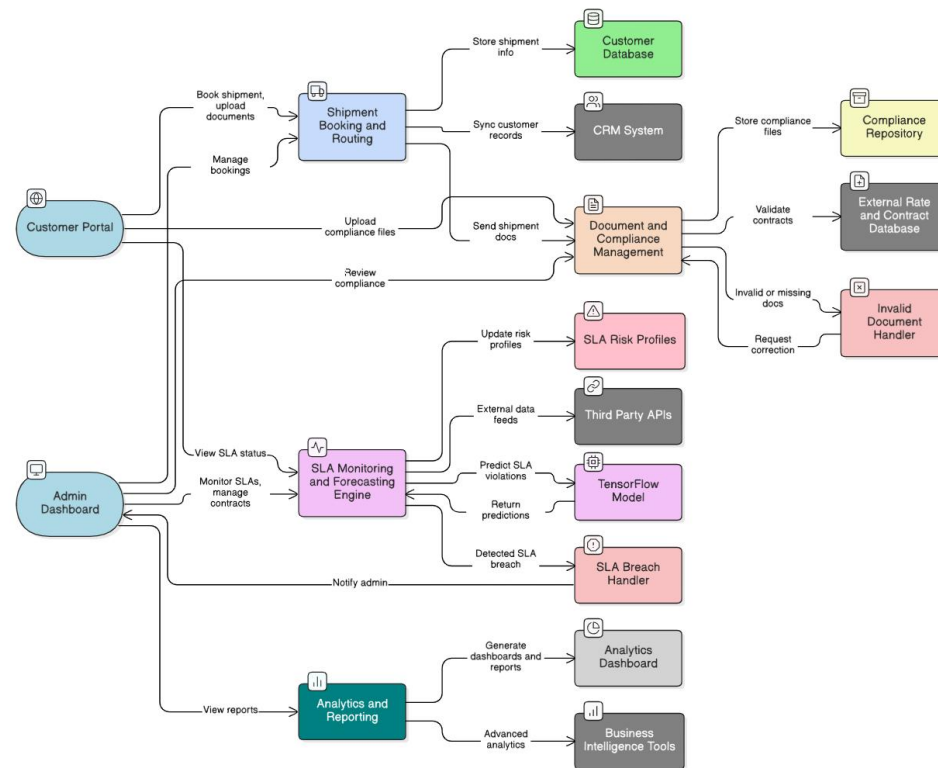 Store shipment
info
Customer
Database
Book shipment,
upload
documents
Shipment
Booking and
Routing
Sync customer
records
CRM System
Store compliance
files
Compliance
Repository
Manage
bookings
Customer Portal
Upload
compliance files
Send shipment
docs
Document and
Compliance
Management
Validate
contracts
External Rate
and Contract
Database
Review
compliance
Invalid or missing
docs
Invalid
Document
Handler
Request
correction
Update risk
profiles
SLA Risk Profiles
External data
feeds
Third Party APIs
View SLA status
SLA Monitoring
and Forecasting
Engine
Predict SLA
violations
TensorFlow
Model
Admin
Dashboard
Monitor SLAs,
manage
contracts
Return
predictions
Detected SLA
breach
SLA Breach
Handler
Notify admin
Generate
dashboards and
reports
Analytics
Dashboard
View reports
Analytics and
Reporting
Advanced
analytics
Business
Intelligence Tools